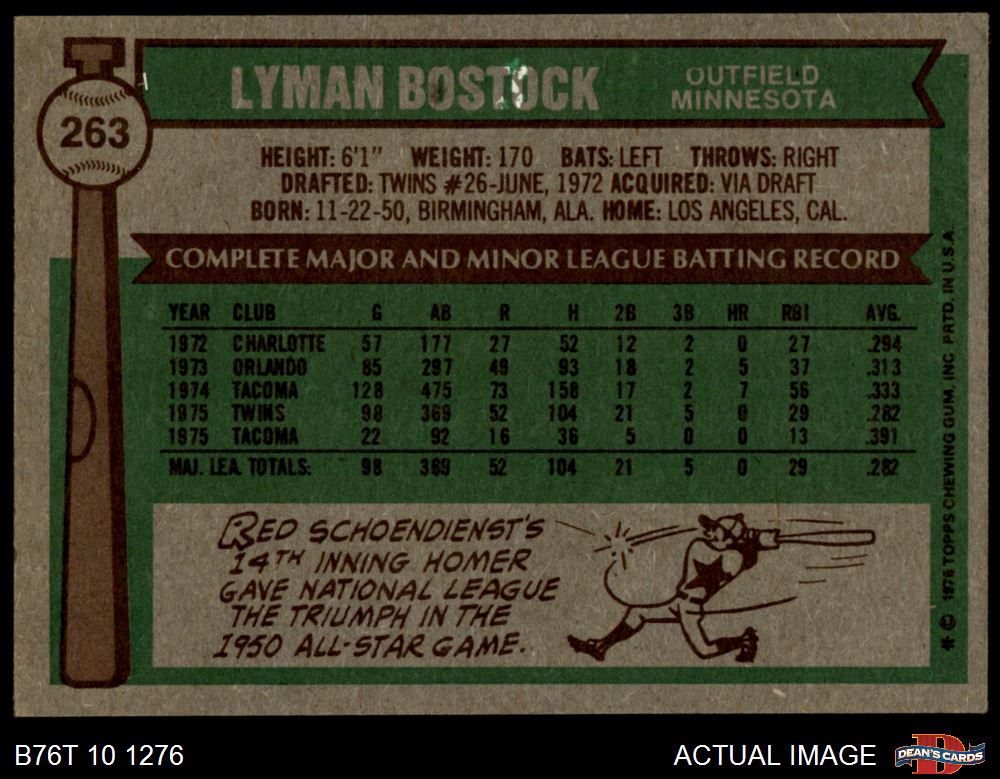 263
LYMAN BOSTOCK
OUTFIELD
MINNESOTA
HEIGHT: 6'1" WEIGHT: 170 BATS: LEFT THROWS: RIGHT
DRAFTED: TWINS #26-JUNE, 1972 ACQUIRED: VIA DRAFT
BORN: 11-22-50, BIRMINGHAM, ALA. HOME: LOS ANGELES, CAL.
COMPLETE MAJOR AND MINOR LEAGUE BATTING RECORD
YEAR CLUB G AB R H 2B 3B HR RBI AVG.
1972 CHARLOTTE 57 177 27 52 12 2 0 27 .294
1973 ORLANDO 85 297 49 93 18 2 5 37 .313
1974 TACOMA 128 475 73 158 17 2 7 56 .333
1975 TWINS 98 369 52 104 21 5 0 29 .282
1975 TACOMA 22 92 16 36 5 0 0 13 .391
MAJ. LEA. TOTALS: 98 369 52 104 21 5 0 29 .282
RED SCHOENDIENST'S
14TH INNING HOMER
GAVE NATIONAL LEAGUE
THE TRIUMPH IN THE
1950 ALL-STAR GAME.
* © 1976 TOPPS CHEWING GUM, INC PRTD. IN U.S.A.
B76T 10 1276
ACTUAL IMAGE
D
DEAN'S CARDS